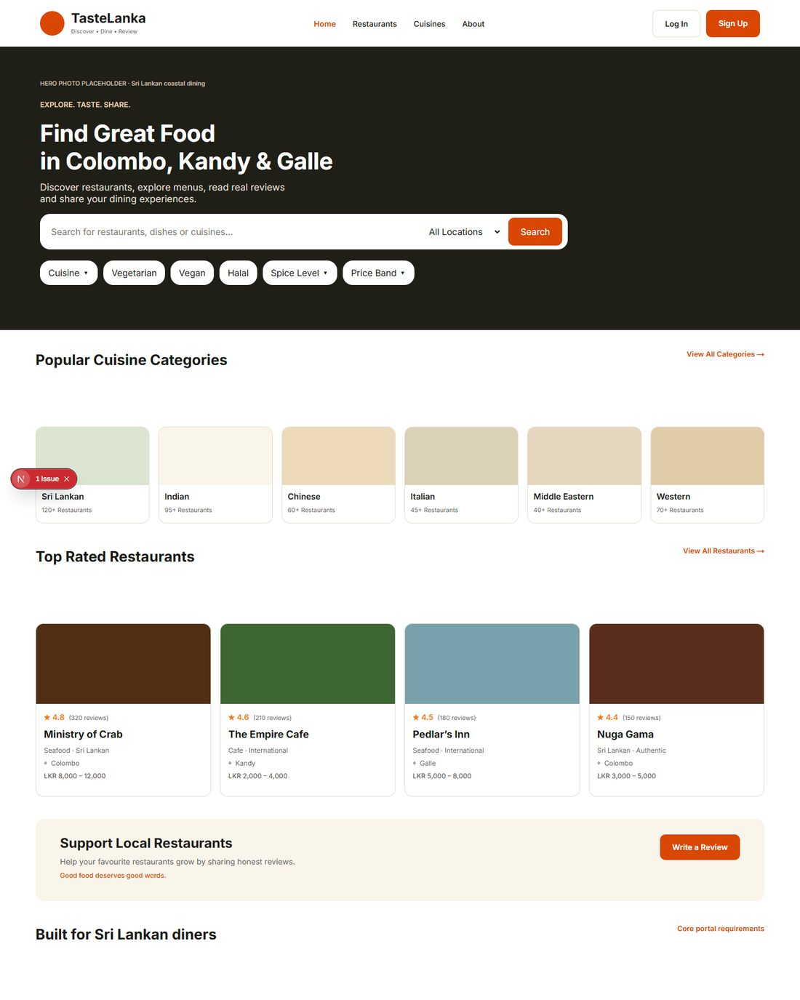 TasteLanka
Discover • Dine • Review
Home
Restaurants
Cuisines
About
Log In
Sign Up
HERO PHOTO PLACEHOLDER · Sri Lankan coastal dining
EXPLORE. TASTE. SHARE.
Find Great Food
in Colombo, Kandy & Galle
Discover restaurants, explore menus, read real reviews
and share your dining experiences.
Search for restaurants, dishes or cuisines...
All Locations
Search
Cuisine ▾
Vegetarian
Vegan
Halal
Spice Level ▾
Price Band ▾
Popular Cuisine Categories
View All Categories →
N 1 Issue ×
Sri Lankan
120+ Restaurants
Indian
95+ Restaurants
Chinese
60+ Restaurants
Italian
45+ Restaurants
Middle Eastern
40+ Restaurants
Western
70+ Restaurants
Top Rated Restaurants
View All Restaurants →
★ 4.8 (320 reviews)
Ministry of Crab
Seafood · Sri Lankan
⌖ Colombo
LKR 8,000 – 12,000
★ 4.6 (210 reviews)
The Empire Cafe
Cafe · International
⌖ Kandy
LKR 2,000 – 4,000
★ 4.5 (180 reviews)
Pedlar’s Inn
Seafood · International
⌖ Galle
LKR 5,000 – 8,000
★ 4.4 (150 reviews)
Nuga Gama
Sri Lankan · Authentic
⌖ Colombo
LKR 3,000 – 5,000
Support Local Restaurants
Help your favourite restaurants grow by sharing honest reviews.
Good food deserves good words.
Write a Review
Built for Sri Lankan diners
Core portal requirements